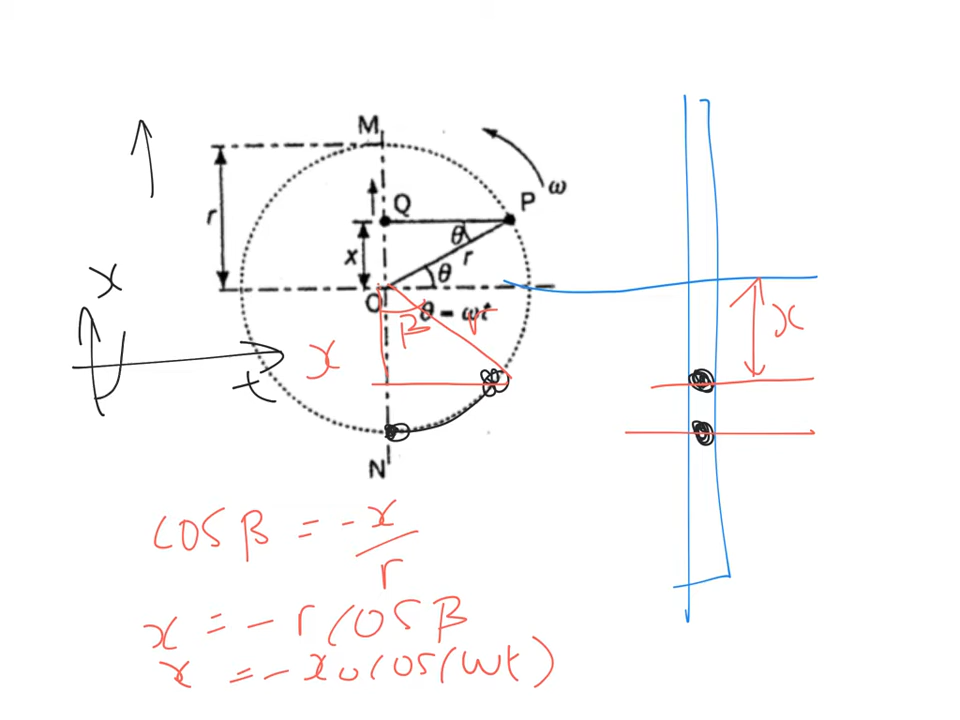 M
ω
r
Q
P
θ
x
r
θ
x
O
θ = ωt
β
r
x
t
x
x
N
cos β = -x/r
x = - r cos β
x = - x₀ cos(ωt)